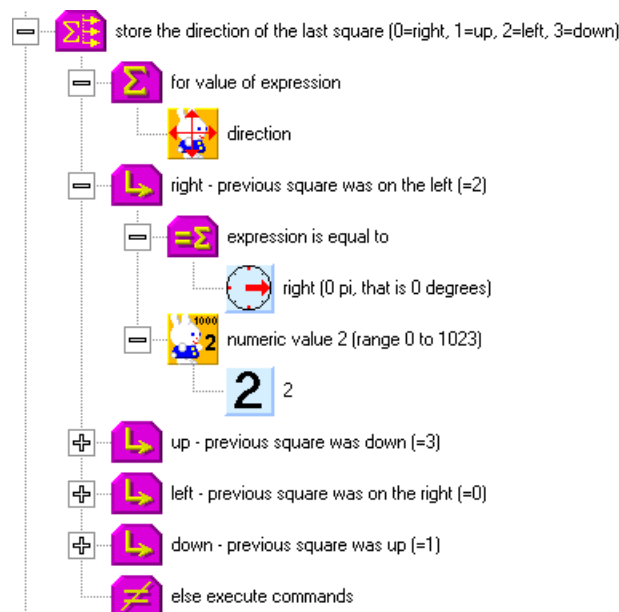 store the direction of the last square (0=right, 1=up, 2=left, 3=down)
for value of expression
direction
right - previous square was on the left (=2)
expression is equal to
right (0 pi, that is 0 degrees)
1000
2
numeric value 2 (range 0 to 1023)
2 2
up - previous square was down (=3)
left - previous square was on the right (=0)
down - previous square was up (=1)
else execute commands